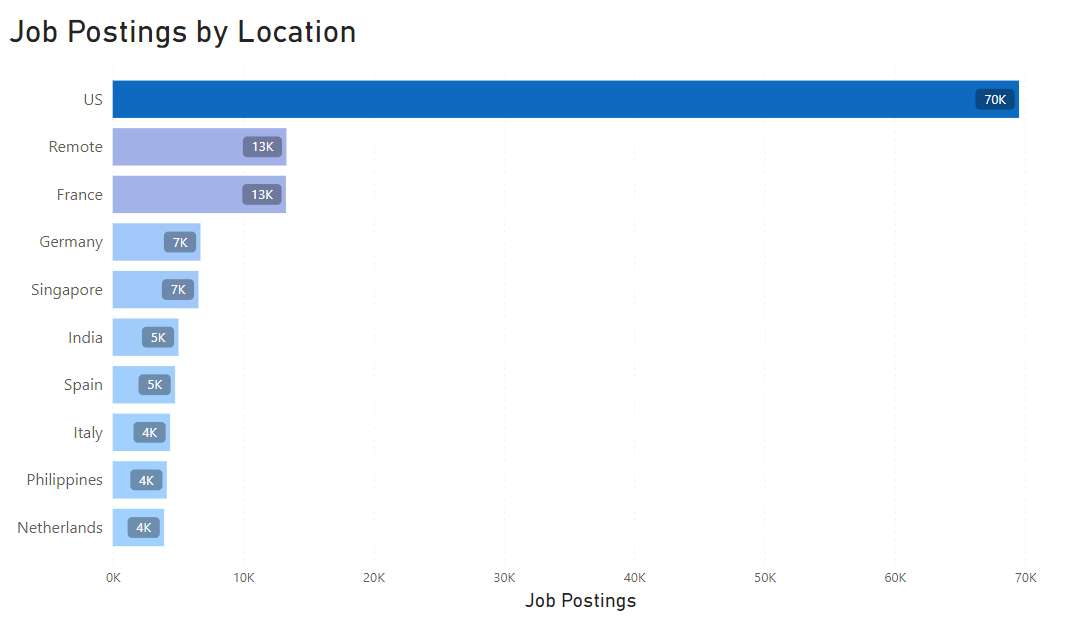 Job Postings by Location
US 70K
Remote 13K
France 13K
Germany 7K
Singapore 7K
India 5K
Spain 5K
Italy 4K
Philippines 4K
Netherlands 4K
0K 10K 20K 30K 40K 50K 60K 70K
Job Postings